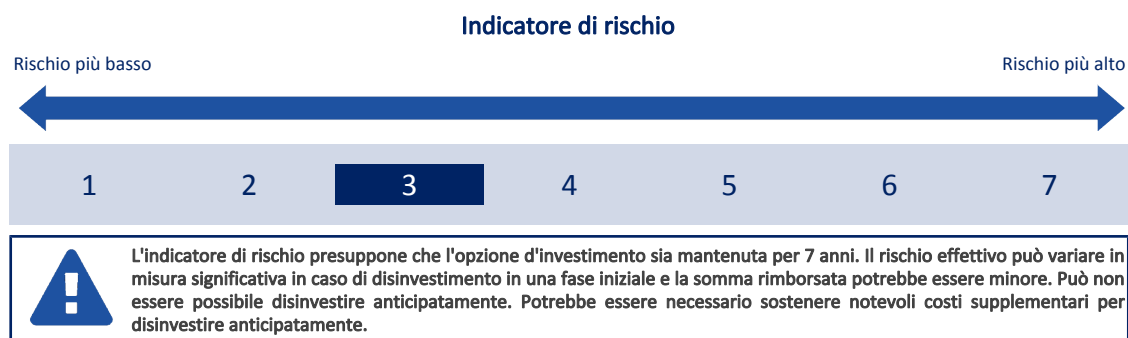 Indicatore di rischio
Rischio più basso
Rischio più alto
1 2 3 4 5 6 7
L'indicatore di rischio presuppone che l'opzione d'investimento sia mantenuta per 7 anni. Il rischio effettivo può variare in
misura significativa in caso di disinvestimento in una fase iniziale e la somma rimborsata potrebbe essere minore. Può non
essere possibile disinvestire anticipatamente. Potrebbe essere necessario sostenere notevoli costi supplementari per
disinvestire anticipatamente.